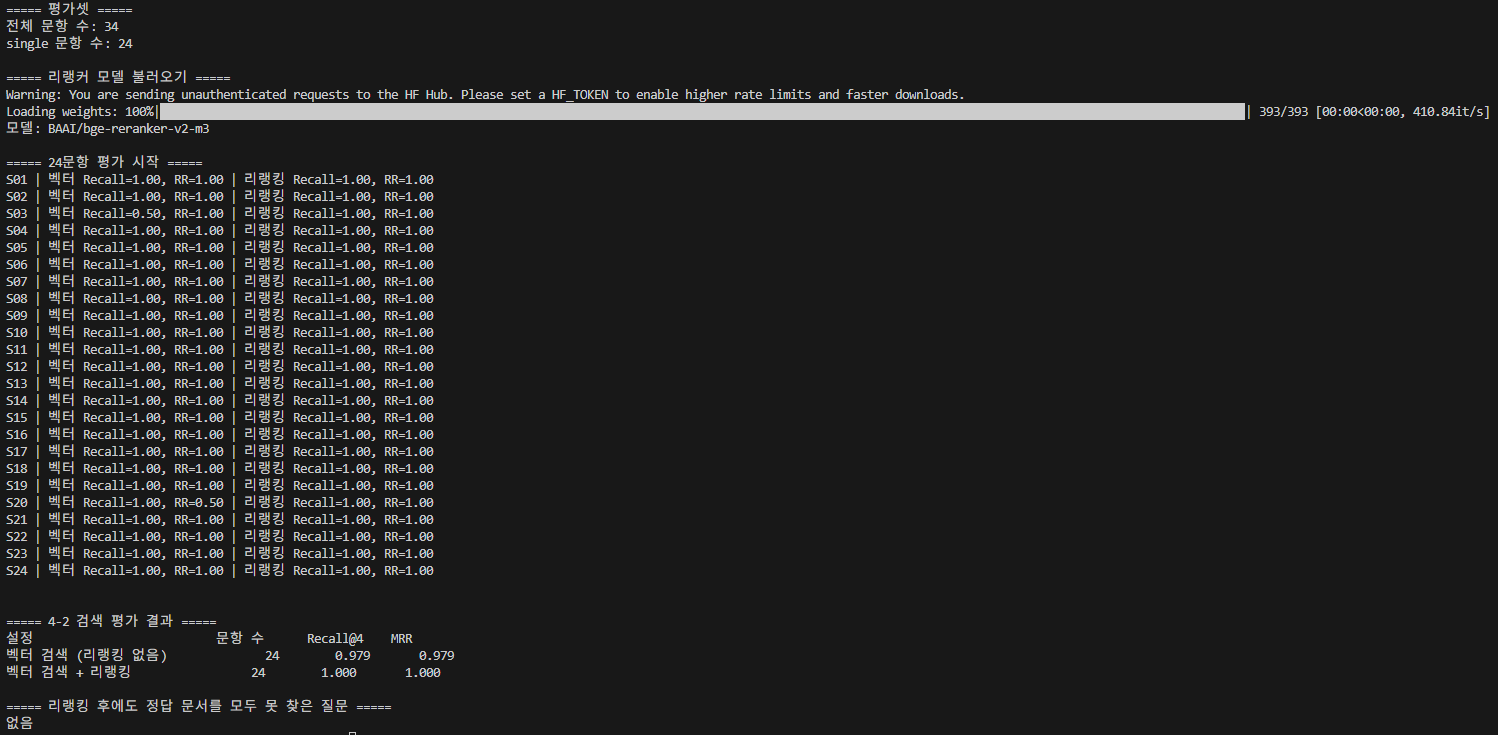 ===== 평가셋 =====
전체 문항 수: 34
single 문항 수: 24
===== 리랭커 모델 불러오기 =====
Warning: You are sending unauthenticated requests to the HF Hub. Please set a HF_TOKEN to enable higher rate limits and faster downloads.
Loading weights: 100%| | 393/393 [00:00<00:00, 410.84it/s]
모델: BAAI/bge-reranker-v2-m3
===== 24문항 평가 시작 =====
S01 | 벡터 Recall=1.00, RR=1.00 | 리랭킹 Recall=1.00, RR=1.00
S02 | 벡터 Recall=1.00, RR=1.00 | 리랭킹 Recall=1.00, RR=1.00
S03 | 벡터 Recall=0.50, RR=1.00 | 리랭킹 Recall=1.00, RR=1.00
S04 | 벡터 Recall=1.00, RR=1.00 | 리랭킹 Recall=1.00, RR=1.00
S05 | 벡터 Recall=1.00, RR=1.00 | 리랭킹 Recall=1.00, RR=1.00
S06 | 벡터 Recall=1.00, RR=1.00 | 리랭킹 Recall=1.00, RR=1.00
S07 | 벡터 Recall=1.00, RR=1.00 | 리랭킹 Recall=1.00, RR=1.00
S08 | 벡터 Recall=1.00, RR=1.00 | 리랭킹 Recall=1.00, RR=1.00
S09 | 벡터 Recall=1.00, RR=1.00 | 리랭킹 Recall=1.00, RR=1.00
S10 | 벡터 Recall=1.00, RR=1.00 | 리랭킹 Recall=1.00, RR=1.00
S11 | 벡터 Recall=1.00, RR=1.00 | 리랭킹 Recall=1.00, RR=1.00
S12 | 벡터 Recall=1.00, RR=1.00 | 리랭킹 Recall=1.00, RR=1.00
S13 | 벡터 Recall=1.00, RR=1.00 | 리랭킹 Recall=1.00, RR=1.00
S14 | 벡터 Recall=1.00, RR=1.00 | 리랭킹 Recall=1.00, RR=1.00
S15 | 벡터 Recall=1.00, RR=1.00 | 리랭킹 Recall=1.00, RR=1.00
S16 | 벡터 Recall=1.00, RR=1.00 | 리랭킹 Recall=1.00, RR=1.00
S17 | 벡터 Recall=1.00, RR=1.00 | 리랭킹 Recall=1.00, RR=1.00
S18 | 벡터 Recall=1.00, RR=1.00 | 리랭킹 Recall=1.00, RR=1.00
S19 | 벡터 Recall=1.00, RR=1.00 | 리랭킹 Recall=1.00, RR=1.00
S20 | 벡터 Recall=1.00, RR=0.50 | 리랭킹 Recall=1.00, RR=1.00
S21 | 벡터 Recall=1.00, RR=1.00 | 리랭킹 Recall=1.00, RR=1.00
S22 | 벡터 Recall=1.00, RR=1.00 | 리랭킹 Recall=1.00, RR=1.00
S23 | 벡터 Recall=1.00, RR=1.00 | 리랭킹 Recall=1.00, RR=1.00
S24 | 벡터 Recall=1.00, RR=1.00 | 리랭킹 Recall=1.00, RR=1.00
===== 4-2 검색 평가 결과 =====
설정 문항 수 Recall@4 MRR
벡터 검색 (리랭킹 없음) 24 0.979 0.979
벡터 검색 + 리랭킹 24 1.000 1.000
===== 리랭킹 후에도 정답 문서를 모두 못 찾은 질문 =====
없음